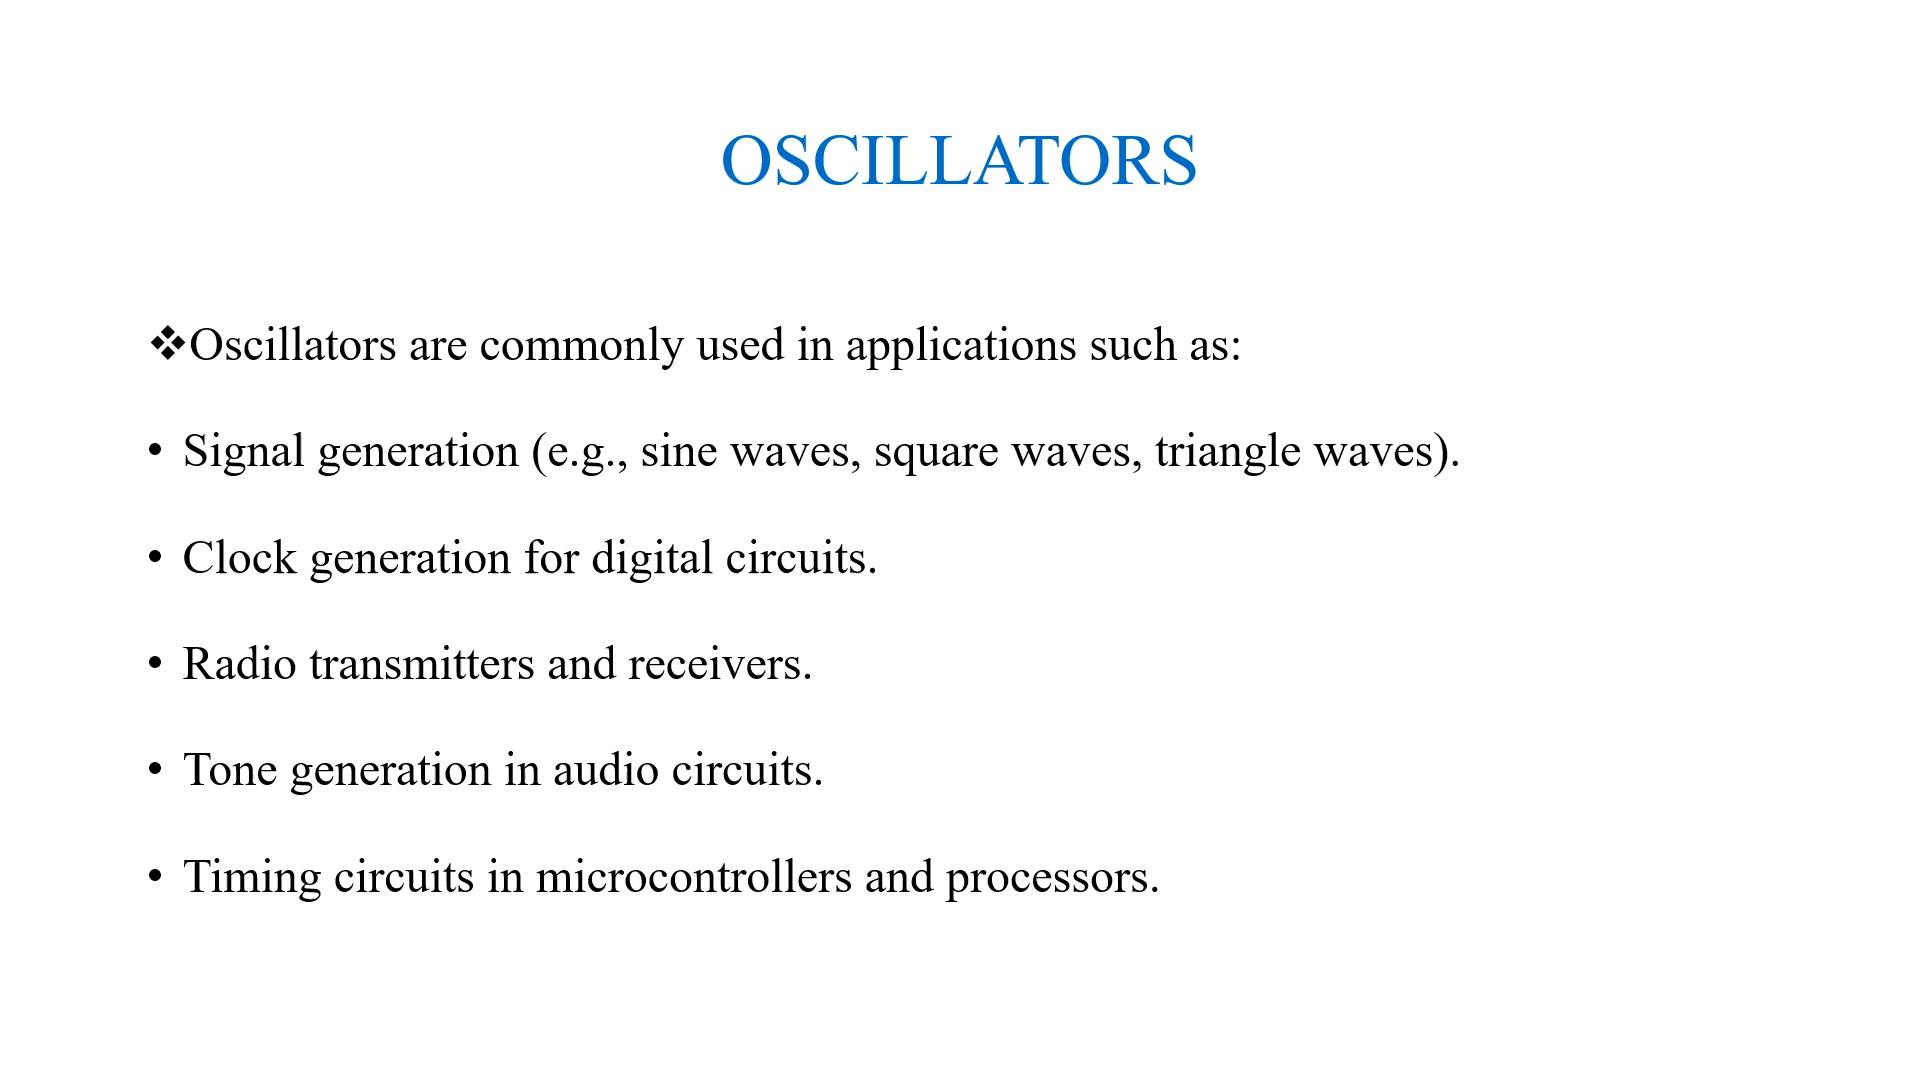 OSCILLATORS
❖Oscillators are commonly used in applications such as:
• Signal generation (e.g., sine waves, square waves, triangle waves).
• Clock generation for digital circuits.
• Radio transmitters and receivers.
• Tone generation in audio circuits.
• Timing circuits in microcontrollers and processors.